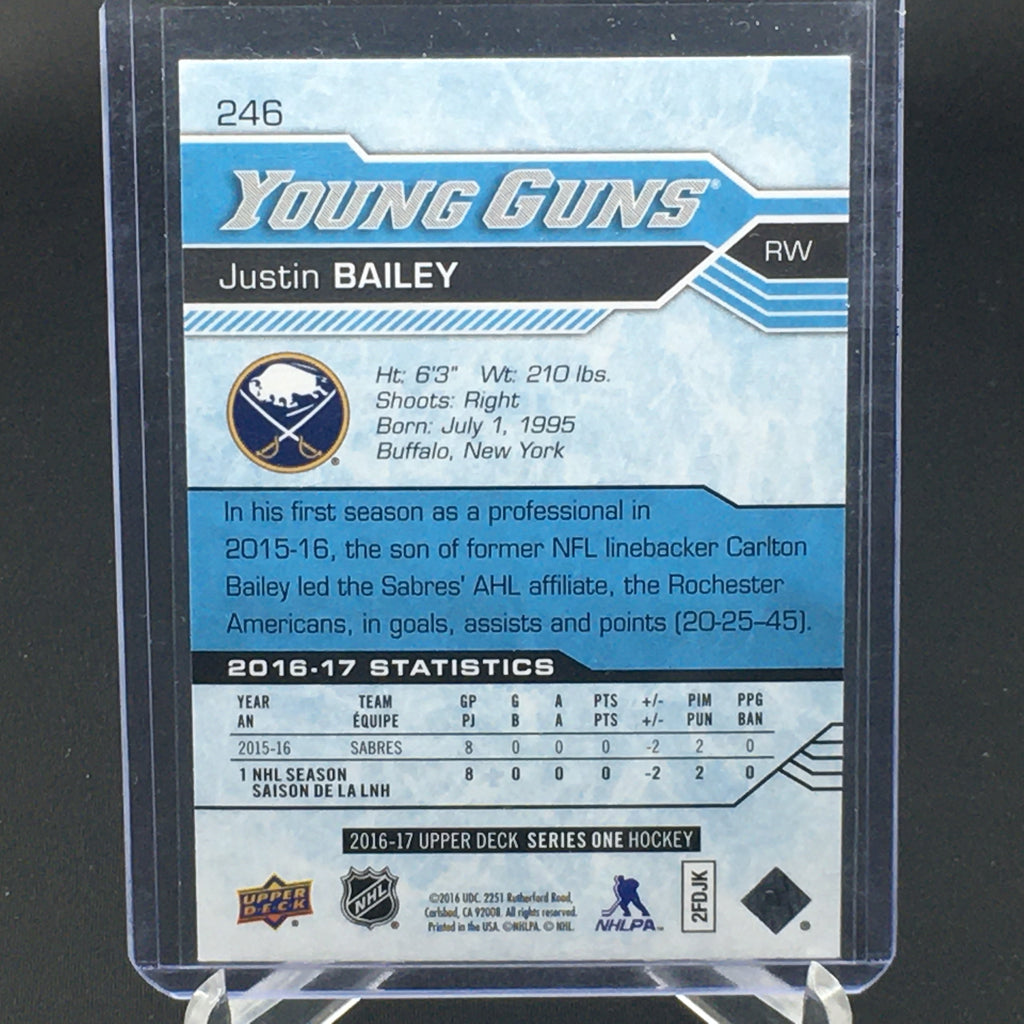 246
YOUNG GUNS®
RW
Justin BAILEY
Ht: 6'3" Wt: 210 lbs.
Shoots: Right
Born: July 1, 1995
Buffalo, New York
In his first season as a professional in
2015-16, the son of former NFL linebacker Carlton
Bailey led the Sabres' AHL affiliate, the Rochester
Americans, in goals, assists and points (20-25–45).
2016-17 STATISTICS
YEAR TEAM GP G A PTS +/- PIM PPG
AN ÉQUIPE PJ B A PTS +/- PUN BAN
2015-16 SABRES 8 0 0 0 -2 2 0
1 NHL SEASON 8 0 0 0 -2 2 0
SAISON DE LA LNH
2016-17 UPPER DECK SERIES ONE HOCKEY
UPPER DECK
NHL
©2016 UDC. 2251 Rutherford Road,
Carlsbad, CA 92008. All rights reserved.
Printed in the USA. ©NHLPA. © NHL.
NHLPA
2FDJK